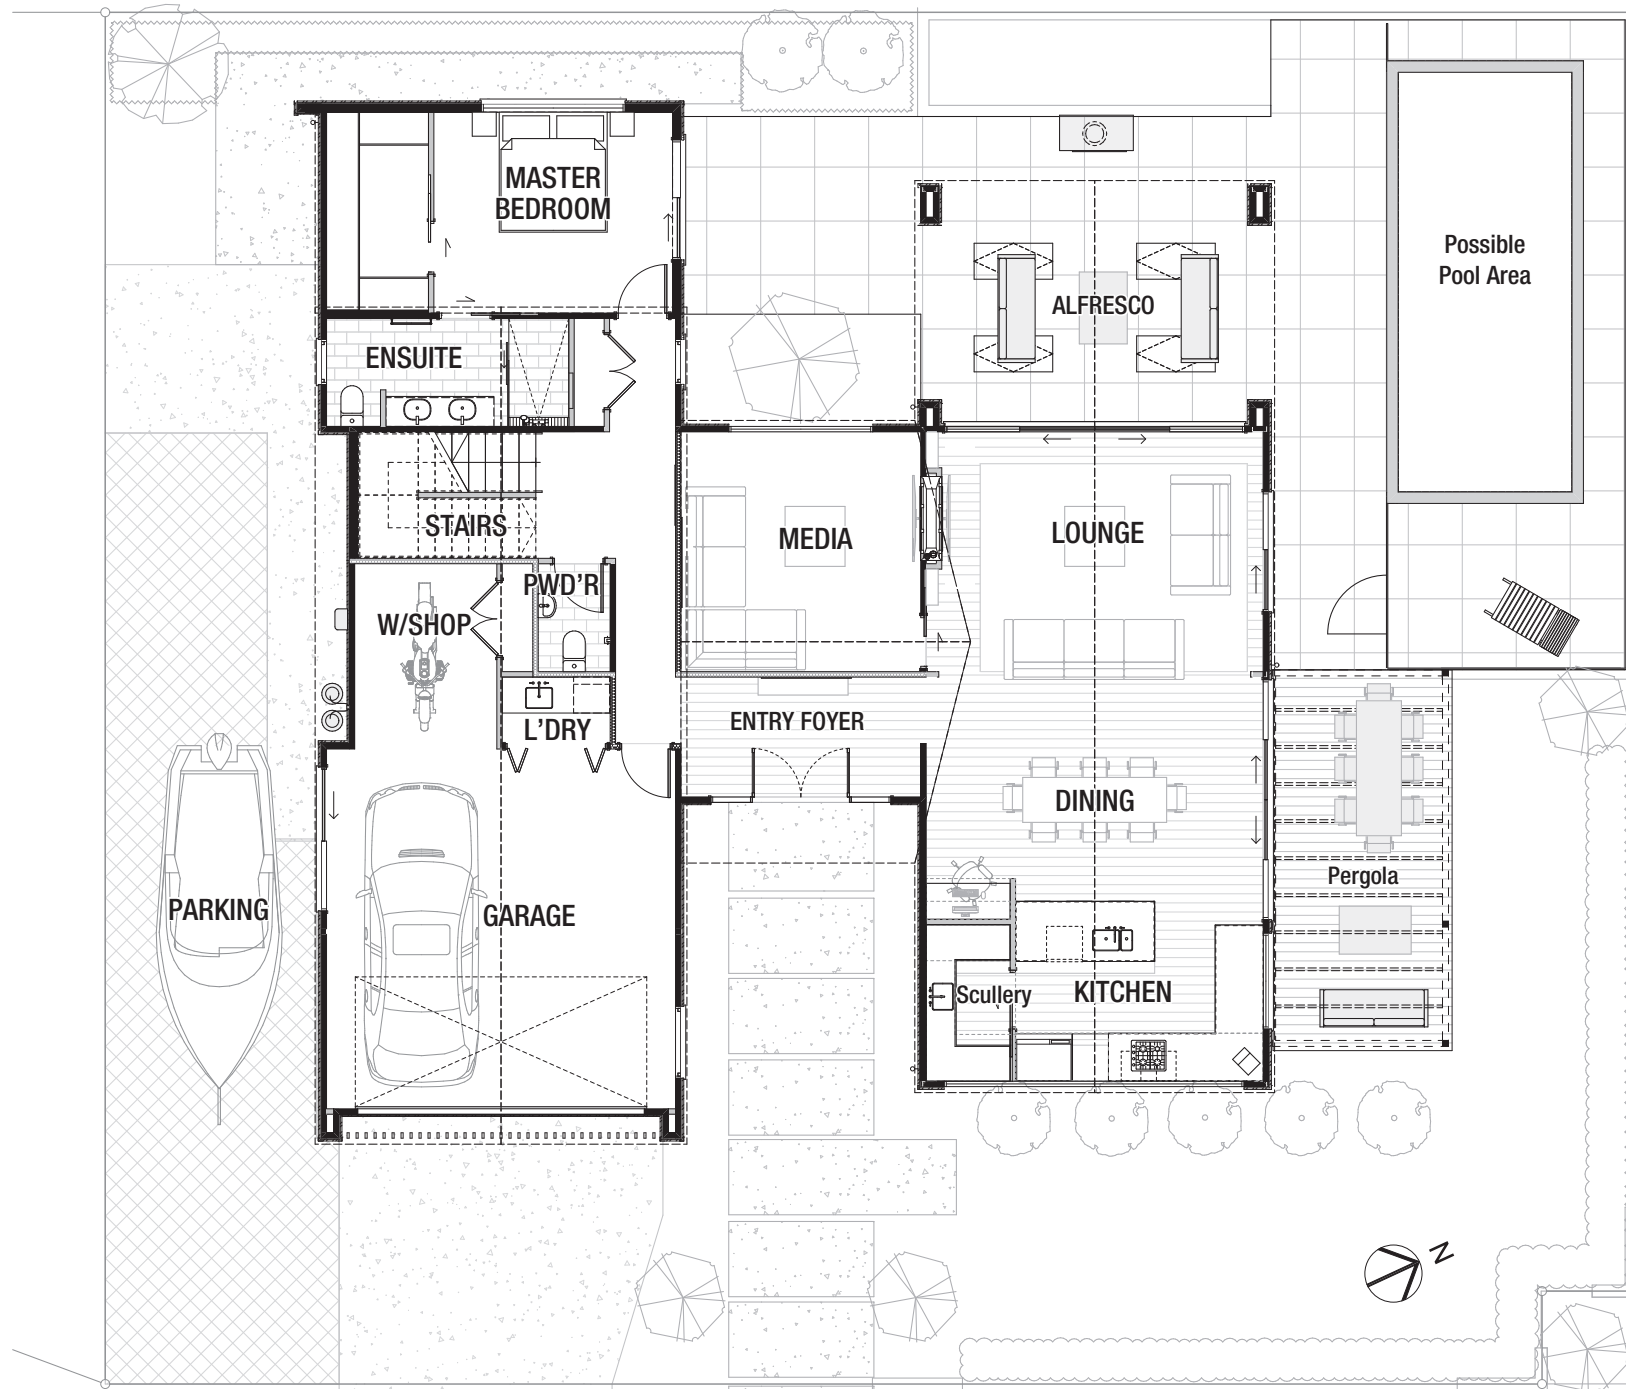 MASTER
BEDROOM
Possible
Pool Area
ALFRESCO
ENSUITE
STAIRS
MEDIA
LOUNGE
PWD'R
W/SHOP
L'DRY
ENTRY FOYER
DINING
Pergola
PARKING
GARAGE
Scullery
KITCHEN
N